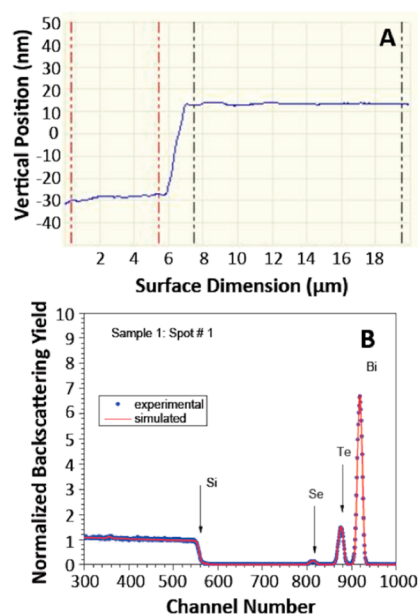 A
Vertical Position (nm)
50
40
30
20
10
0
-10
-20
-30
-40
2 4 6 8 10 12 14 16 18
Surface Dimension (µm)
B
Normalized Backscattering Yield
10
9
8
7
6
5
4
3
2
1
0
Sample 1: Spot # 1
Bi
experimental
simulated
Te
Si
Se
300 400 500 600 700 800 900 1000
Channel Number